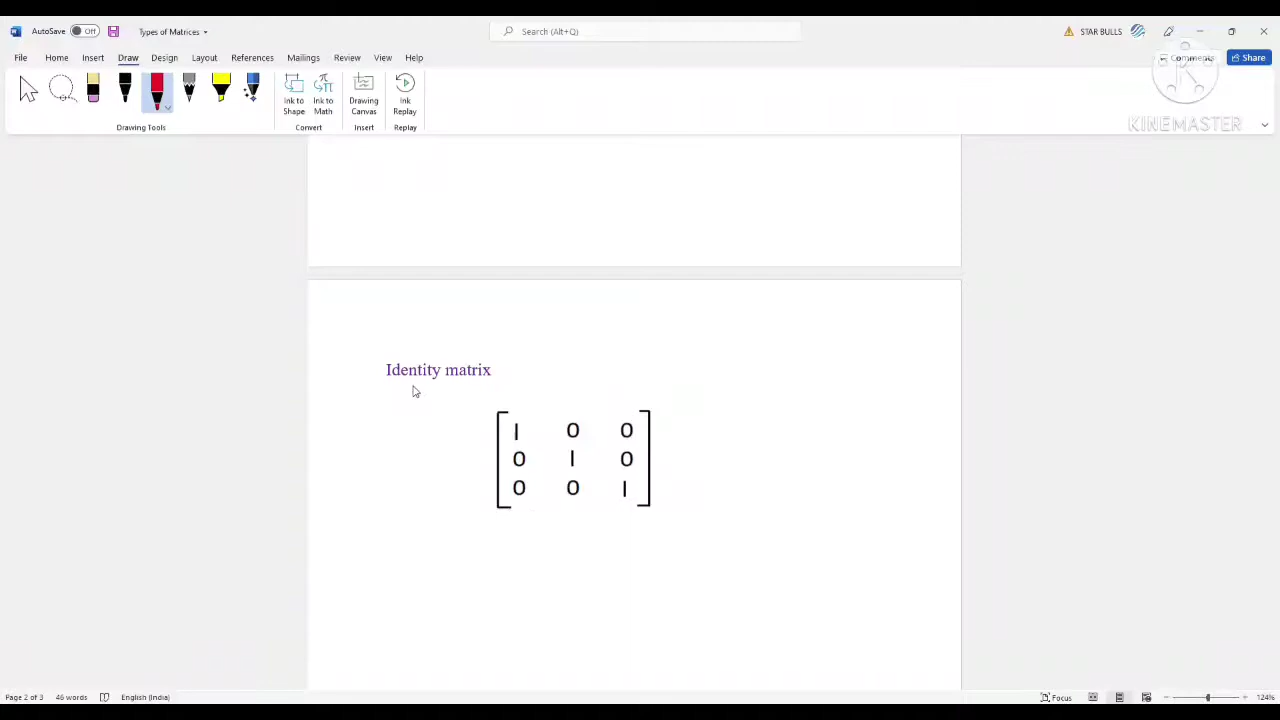 AutoSave Off Types of Matrices Search (Alt+Q) STAR BULLS
File Home Insert Draw Design Layout References Mailings Review View Help Comments Share
Ink to Shape
Ink to Math
Drawing Canvas
Ink Replay
Drawing Tools Convert Insert Replay
KINEMASTER
Identity matrix
1 0 0
0 1 0
0 0 1
Page 2 of 3 46 words English (India) Focus 124%